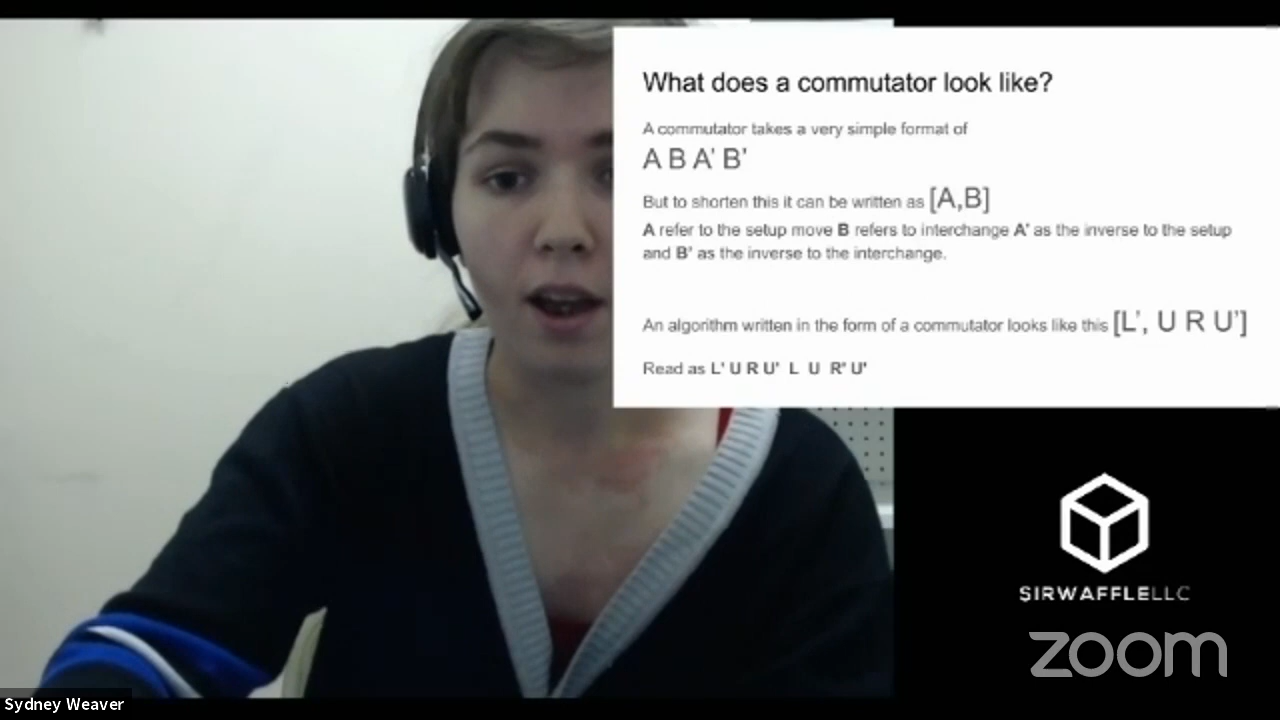 What does a commutator look like?
A commutator takes a very simple format of
A B A' B'
But to shorten this it can be written as [A,B]
A refer to the setup move B refers to interchange A' as the inverse to the setup
and B' as the inverse to the interchange.
An algorithm written in the form of a commutator looks like this [L', U R U']
Read as L' U R U' L U R' U'
SIRWAFFLELLC
zoom
Sydney Weaver